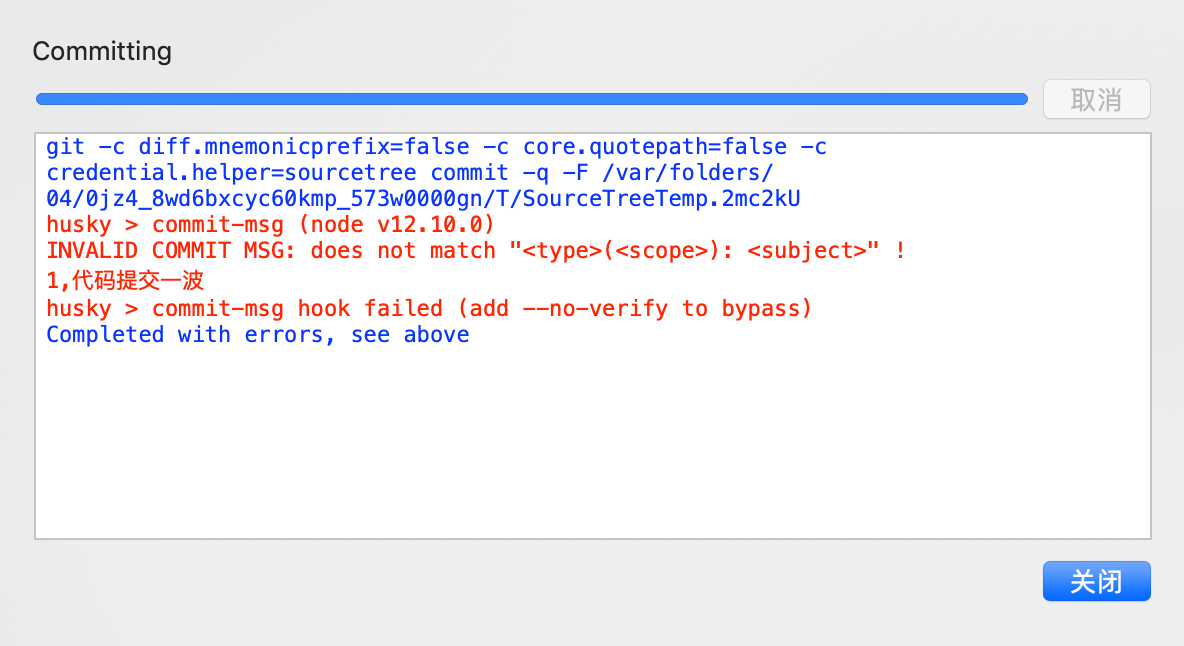 Committing
取消
git -c diff.mnemonicprefix=false -c core.quotepath=false -c
credential.helper=sourcetree commit -q -F /var/folders/
04/0jz4_8wd6bxcyc60kmp_573w0000gn/T/SourceTreeTemp.2mc2kU
husky > commit-msg (node v12.10.0)
INVALID COMMIT MSG: does not match "<type>(<scope>): <subject>" !
1,代码提交一波
husky > commit-msg hook failed (add --no-verify to bypass)
Completed with errors, see above
关闭